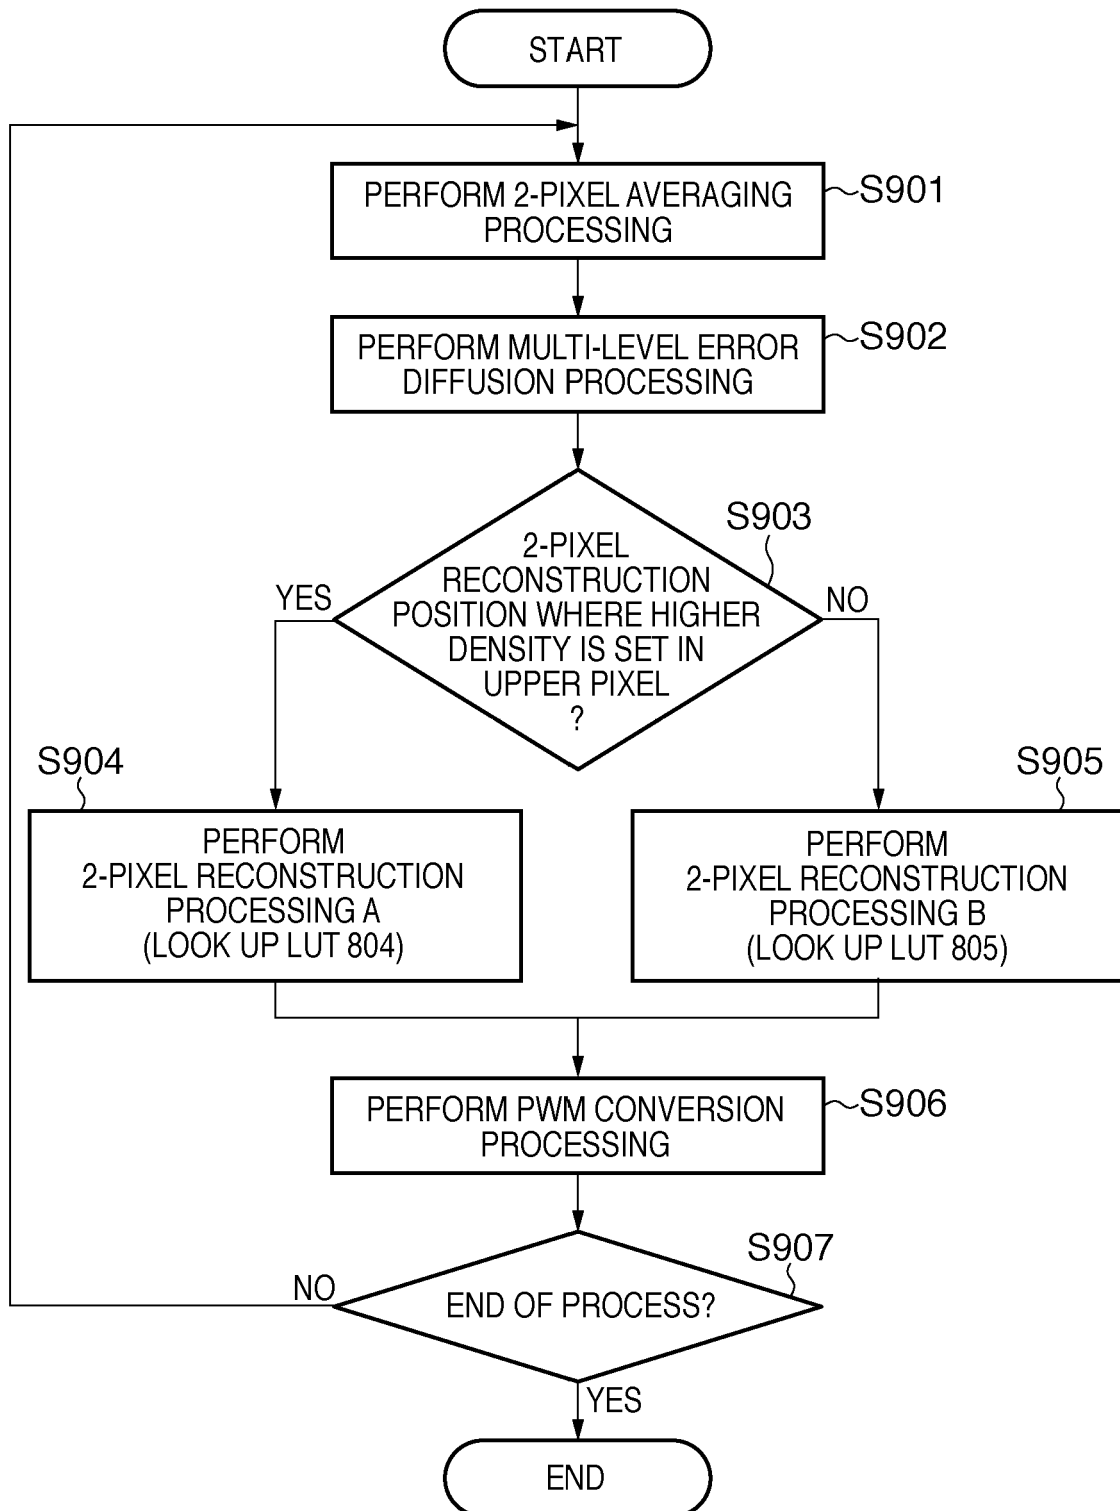 START
PERFORM 2-PIXEL AVERAGING
PROCESSING
S901
PERFORM MULTI-LEVEL ERROR
DIFFUSION PROCESSING
S902
2-PIXEL
RECONSTRUCTION
POSITION WHERE HIGHER
DENSITY IS SET IN
UPPER PIXEL
?
S903
YES
NO
S904
PERFORM
2-PIXEL RECONSTRUCTION
PROCESSING A
(LOOK UP LUT 804)
S905
PERFORM
2-PIXEL RECONSTRUCTION
PROCESSING B
(LOOK UP LUT 805)
PERFORM PWM CONVERSION
PROCESSING
S906
S907
NO
END OF PROCESS?
YES
END